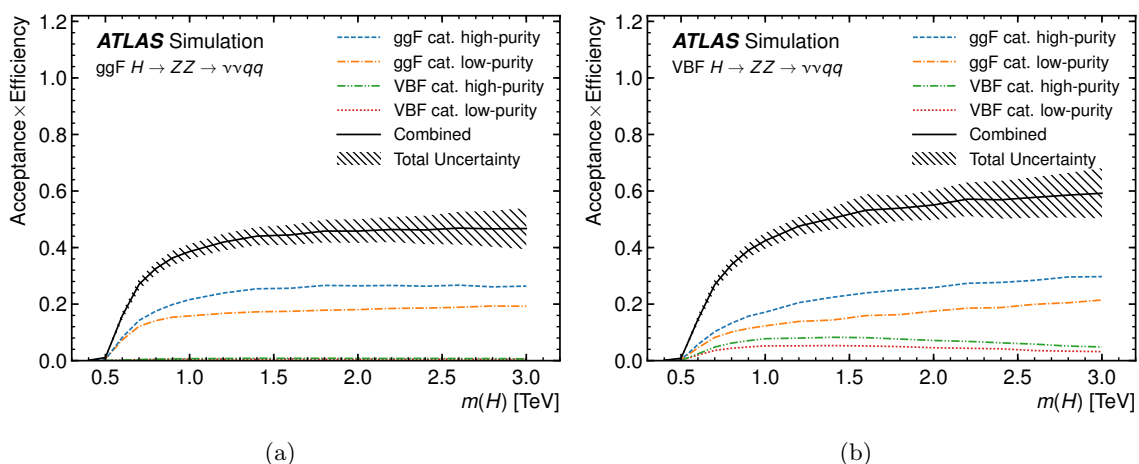 1.2
1.0
0.8
0.6
0.4
0.2
0.0
Acceptance×Efficiency
ATLAS Simulation
ggF H → ZZ → ννqq
ggF cat. high-purity
ggF cat. low-purity
VBF cat. high-purity
VBF cat. low-purity
Combined
Total Uncertainty
0.5 1.0 1.5 2.0 2.5 3.0
m(H) [TeV]
(a)
1.2
1.0
0.8
0.6
0.4
0.2
0.0
Acceptance×Efficiency
ATLAS Simulation
VBF H → ZZ → ννqq
ggF cat. high-purity
ggF cat. low-purity
VBF cat. high-purity
VBF cat. low-purity
Combined
Total Uncertainty
0.5 1.0 1.5 2.0 2.5 3.0
m(H) [TeV]
(b)